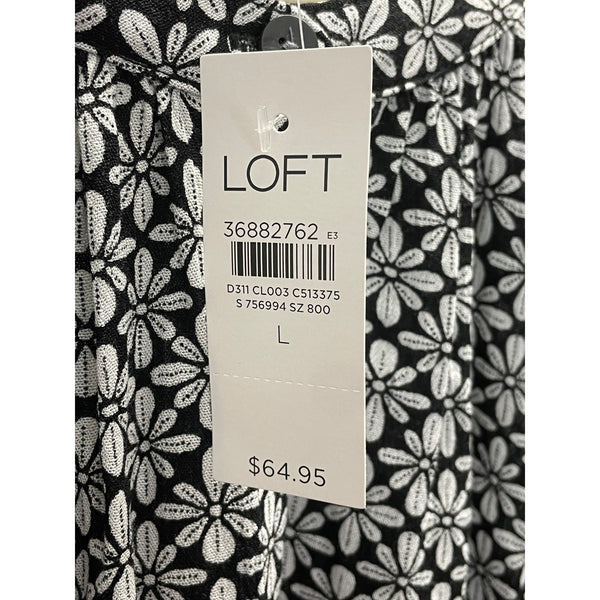 LOFT
36882762 E3
D311 CL003 C513375
S 756994 SZ 800
L
$64.95